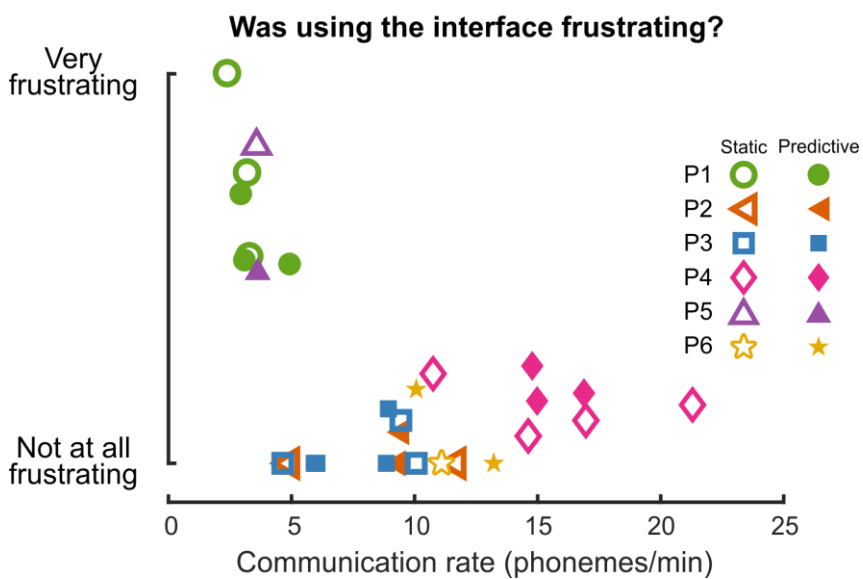 Was using the interface frustrating?
Very
frustrating
Static Predictive
P1
P2
P3
P4
P5
P6
Not at all
frustrating
0 5 10 15 20 25
Communication rate (phonemes/min)